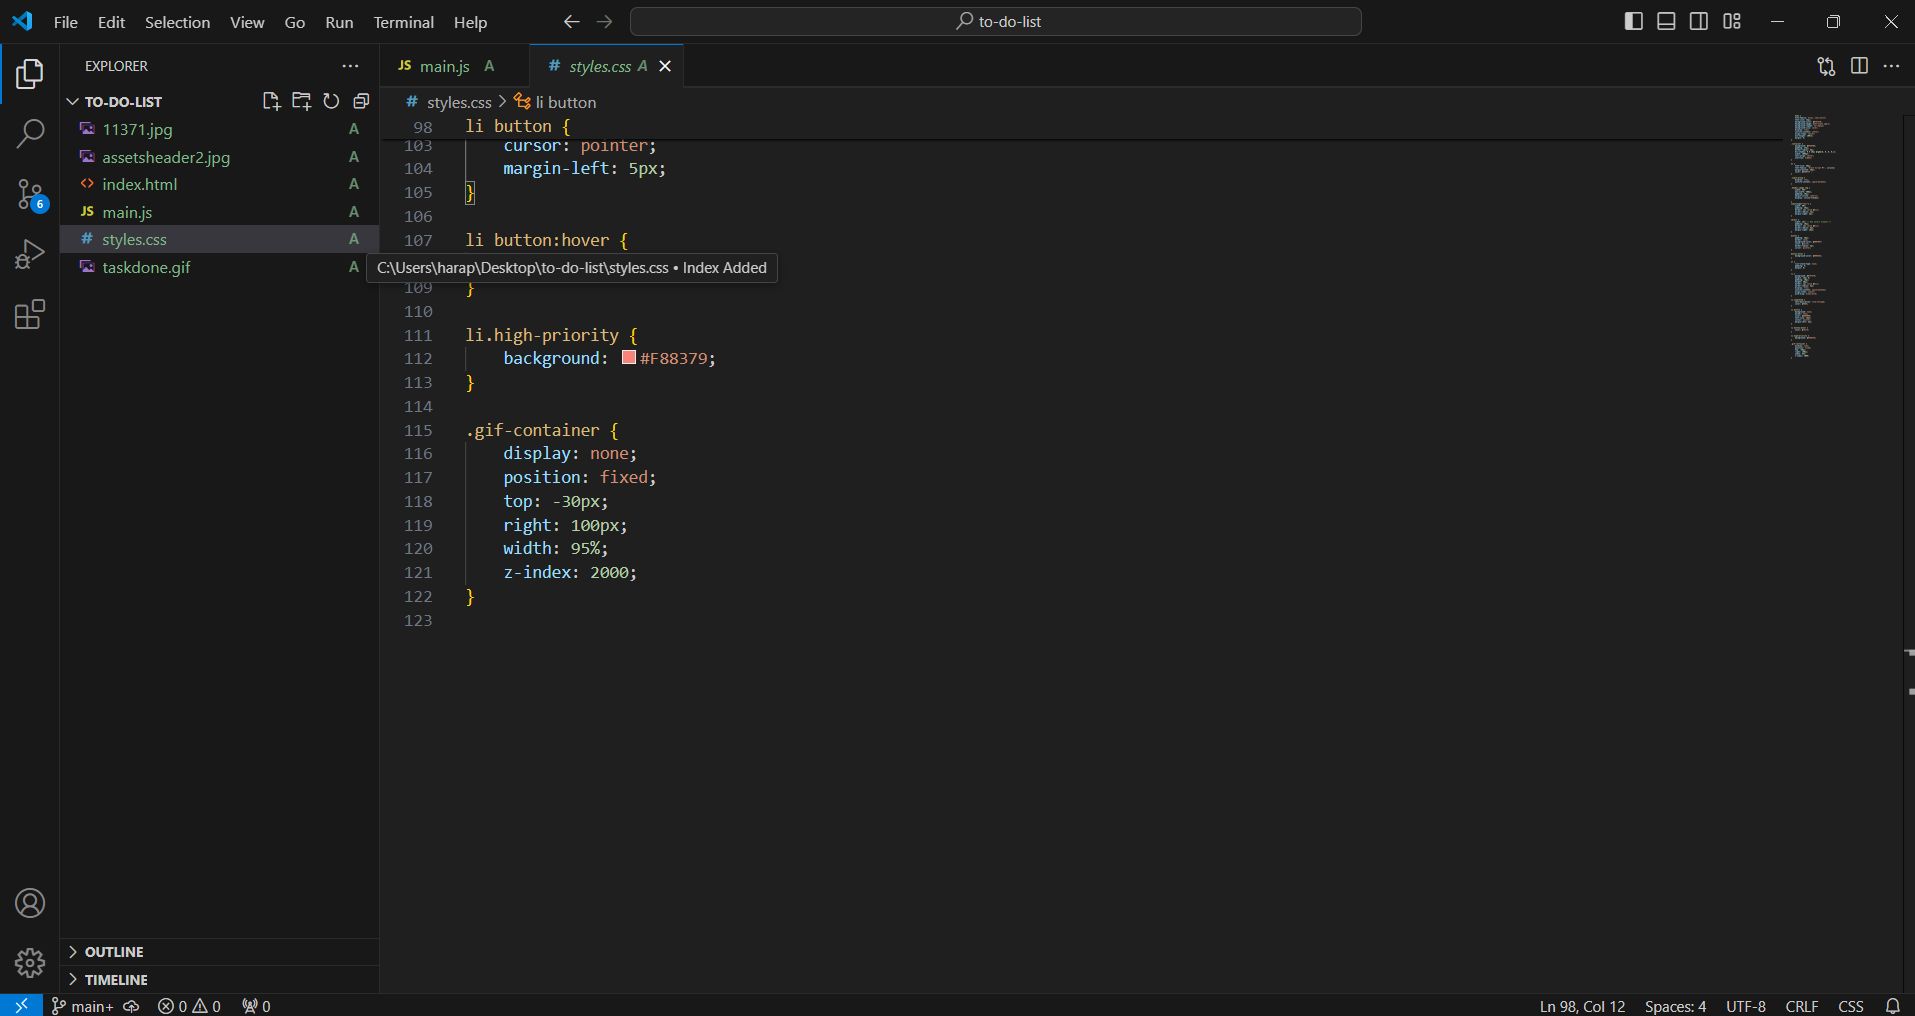 File Edit Selection View Go Run Terminal Help
to-do-list
EXPLORER
TO-DO-LIST
11371.jpg A
assetsheader2.jpg A
index.html A
JS main.js A
# styles.css A
taskdone.gif A
6
OUTLINE
TIMELINE
JS main.js A
# styles.css A
# styles.css > li button
98 li button {
103 cursor: pointer;
104 margin-left: 5px;
105 }
106
107 li button:hover {
C:\Users\harap\Desktop\to-do-list\styles.css • Index Added
109 }
110
111 li.high-priority {
112 background: #F88379;
113 }
114
115 .gif-container {
116 display: none;
117 position: fixed;
118 top: -30px;
119 right: 100px;
120 width: 95%;
121 z-index: 2000;
122 }
123
main+ 0 0 0 Ln 98, Col 12 Spaces: 4 UTF-8 CRLF CSS